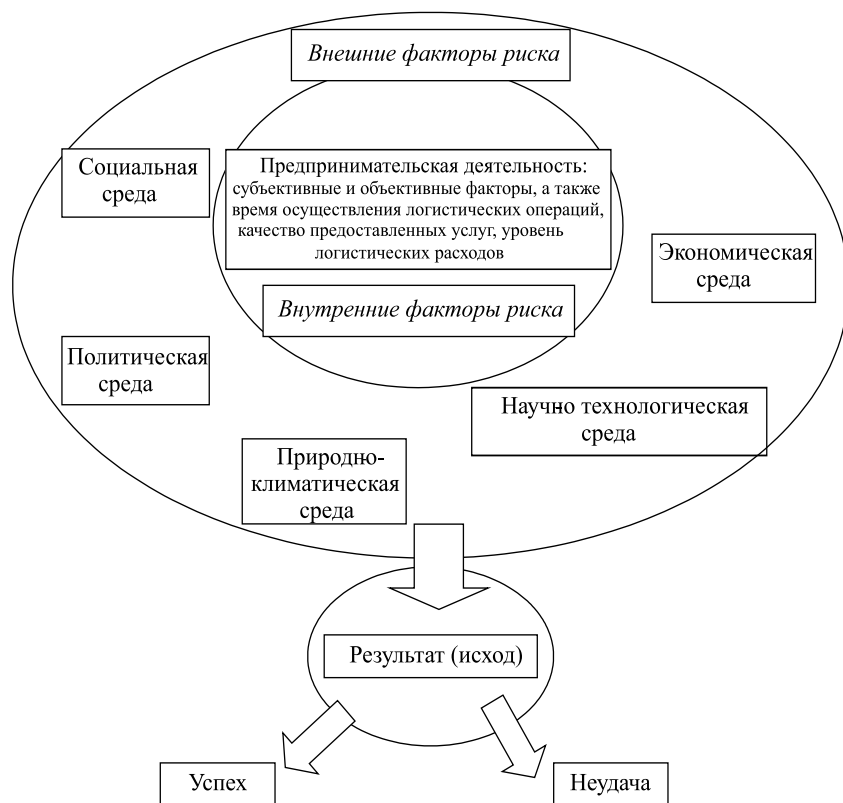 Внешние факторы риска
Социальная
среда
Предпринимательская деятельность:
субъективные и объективные факторы, а также
время осуществления логистических операций,
качество предоставленных услуг, уровень
логистических расходов
Экономическая
среда
Внутренние факторы риска
Политическая
среда
Научно технологическая
среда
Природно-
климатическая
среда
Результат (исход)
Успех
Неудача